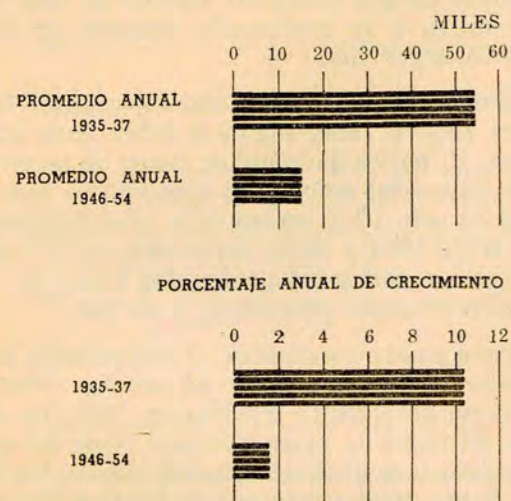 MILES
0 10 20 30 40 50 60
PROMEDIO ANUAL
1935-37
PROMEDIO ANUAL
1946-54
PORCENTAJE ANUAL DE CRECIMIENTO
0 2 4 6 8 10 12
1935-37
1946-54